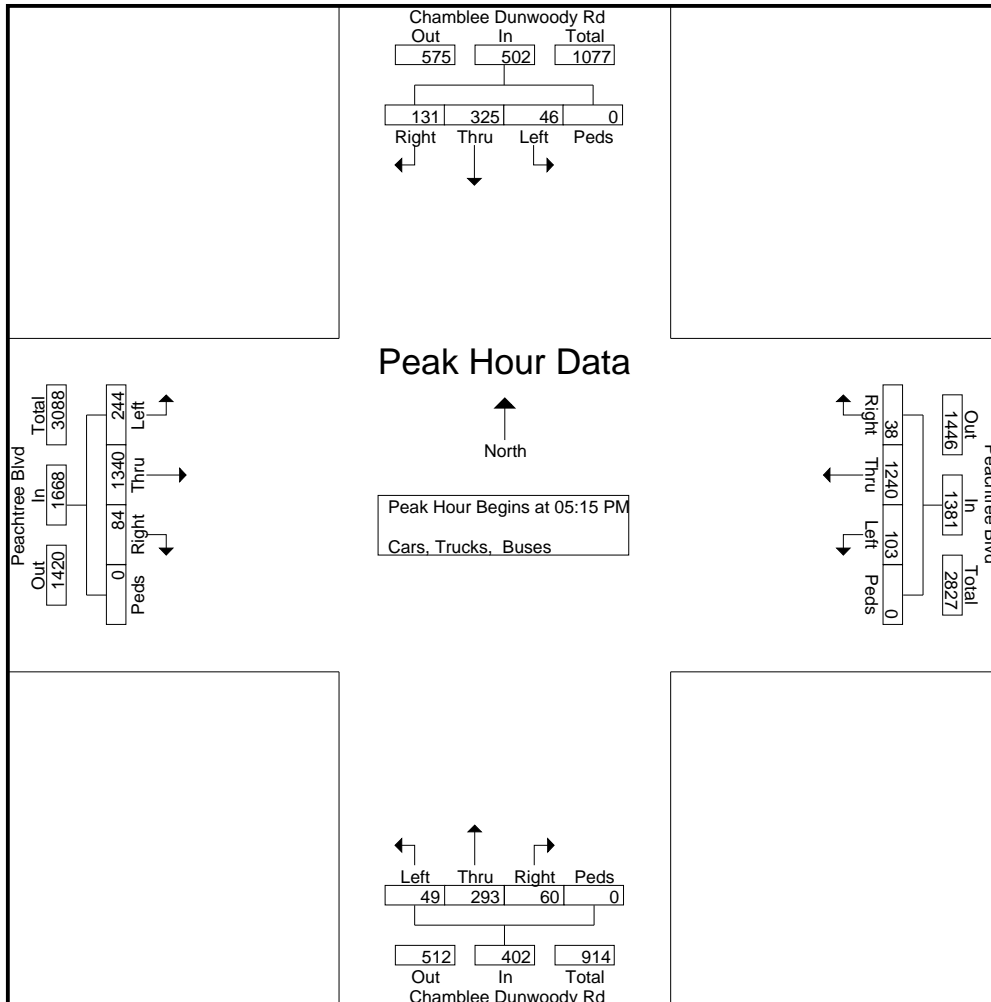 Chamblee Dunwoody Rd
Out In Total
575 502 1077
131 325 46 0
Right Thru Left Peds
Peak Hour Data
North
Peak Hour Begins at 05:15 PM
Cars, Trucks, Buses
Peachtree Blvd
Total In Out
3088 1668 1420
244 1340 84 0
Left Thru Right Peds
Right Thru Left Peds
38 1240 103 0
1446 1381 2827
Out In Total
Peachtree Blvd
Left Thru Right Peds
49 293 60 0
512 402 914
Out In Total
Chamblee Dunwoody Rd